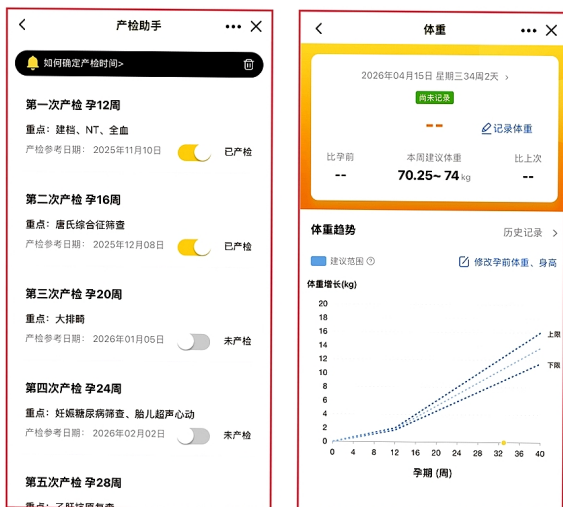 产检助手
如何确定产检时间>
第一次产检 孕12周
重点：建档、NT、全血
产检参考日期： 2025年11月10日
已产检
第二次产检 孕16周
重点：唐氏综合征筛查
产检参考日期： 2025年12月08日
已产检
第三次产检 孕20周
重点：大排畸
产检参考日期： 2026年01月05日
未产检
第四次产检 孕24周
重点：妊娠糖尿病筛查、胎儿超声心动
产检参考日期： 2026年02月02日
未产检
第五次产检 孕28周
重点：乙肝抗原复查
体重
2026年04月15日 星期三34周2天 >
尚未记录
--
记录体重
比孕前
本周建议体重
比上次
--
70.25~ 74 kg
--
体重趋势
历史记录 >
建议范围
修改孕前体重、身高
体重增长(kg)
20
18
16
14
12
10
8
6
4
2
0
上限
下限
0 4 8 12 16 20 24 28 32 36 40
孕期 (周)